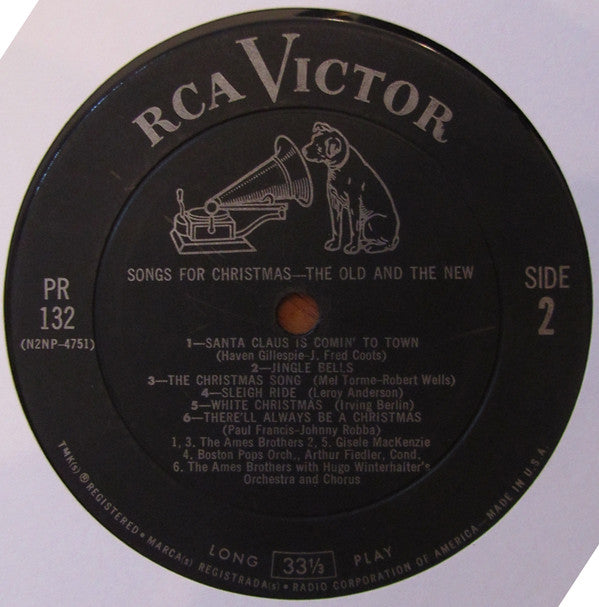 RCA VICTOR
SONGS FOR CHRISTMAS—THE OLD AND THE NEW
PR
132
(N2NP-4751)
SIDE
2
1—SANTA CLAUS IS COMIN' TO TOWN
(Haven Gillespie-J. Fred Coots)
2—JINGLE BELLS
3—THE CHRISTMAS SONG (Mel Torme-Robert Wells)
4—SLEIGH RIDE (Leroy Anderson)
5—WHITE CHRISTMAS (Irving Berlin)
6—THERE'LL ALWAYS BE A CHRISTMAS
(Paul Francis-Johnny Robba)
1, 3. The Ames Brothers 2, 5. Gisele MacKenzie
4. Boston Pops Orch., Arthur Fiedler, Cond.
6. The Ames Brothers with Hugo Winterhalter's
Orchestra and Chorus
LONG 33⅓ PLAY
TMK(s) ® REGISTERED • MARCA(s) REGISTRADA(s) • RADIO CORPORATION OF AMERICA—MADE IN U.S.A.